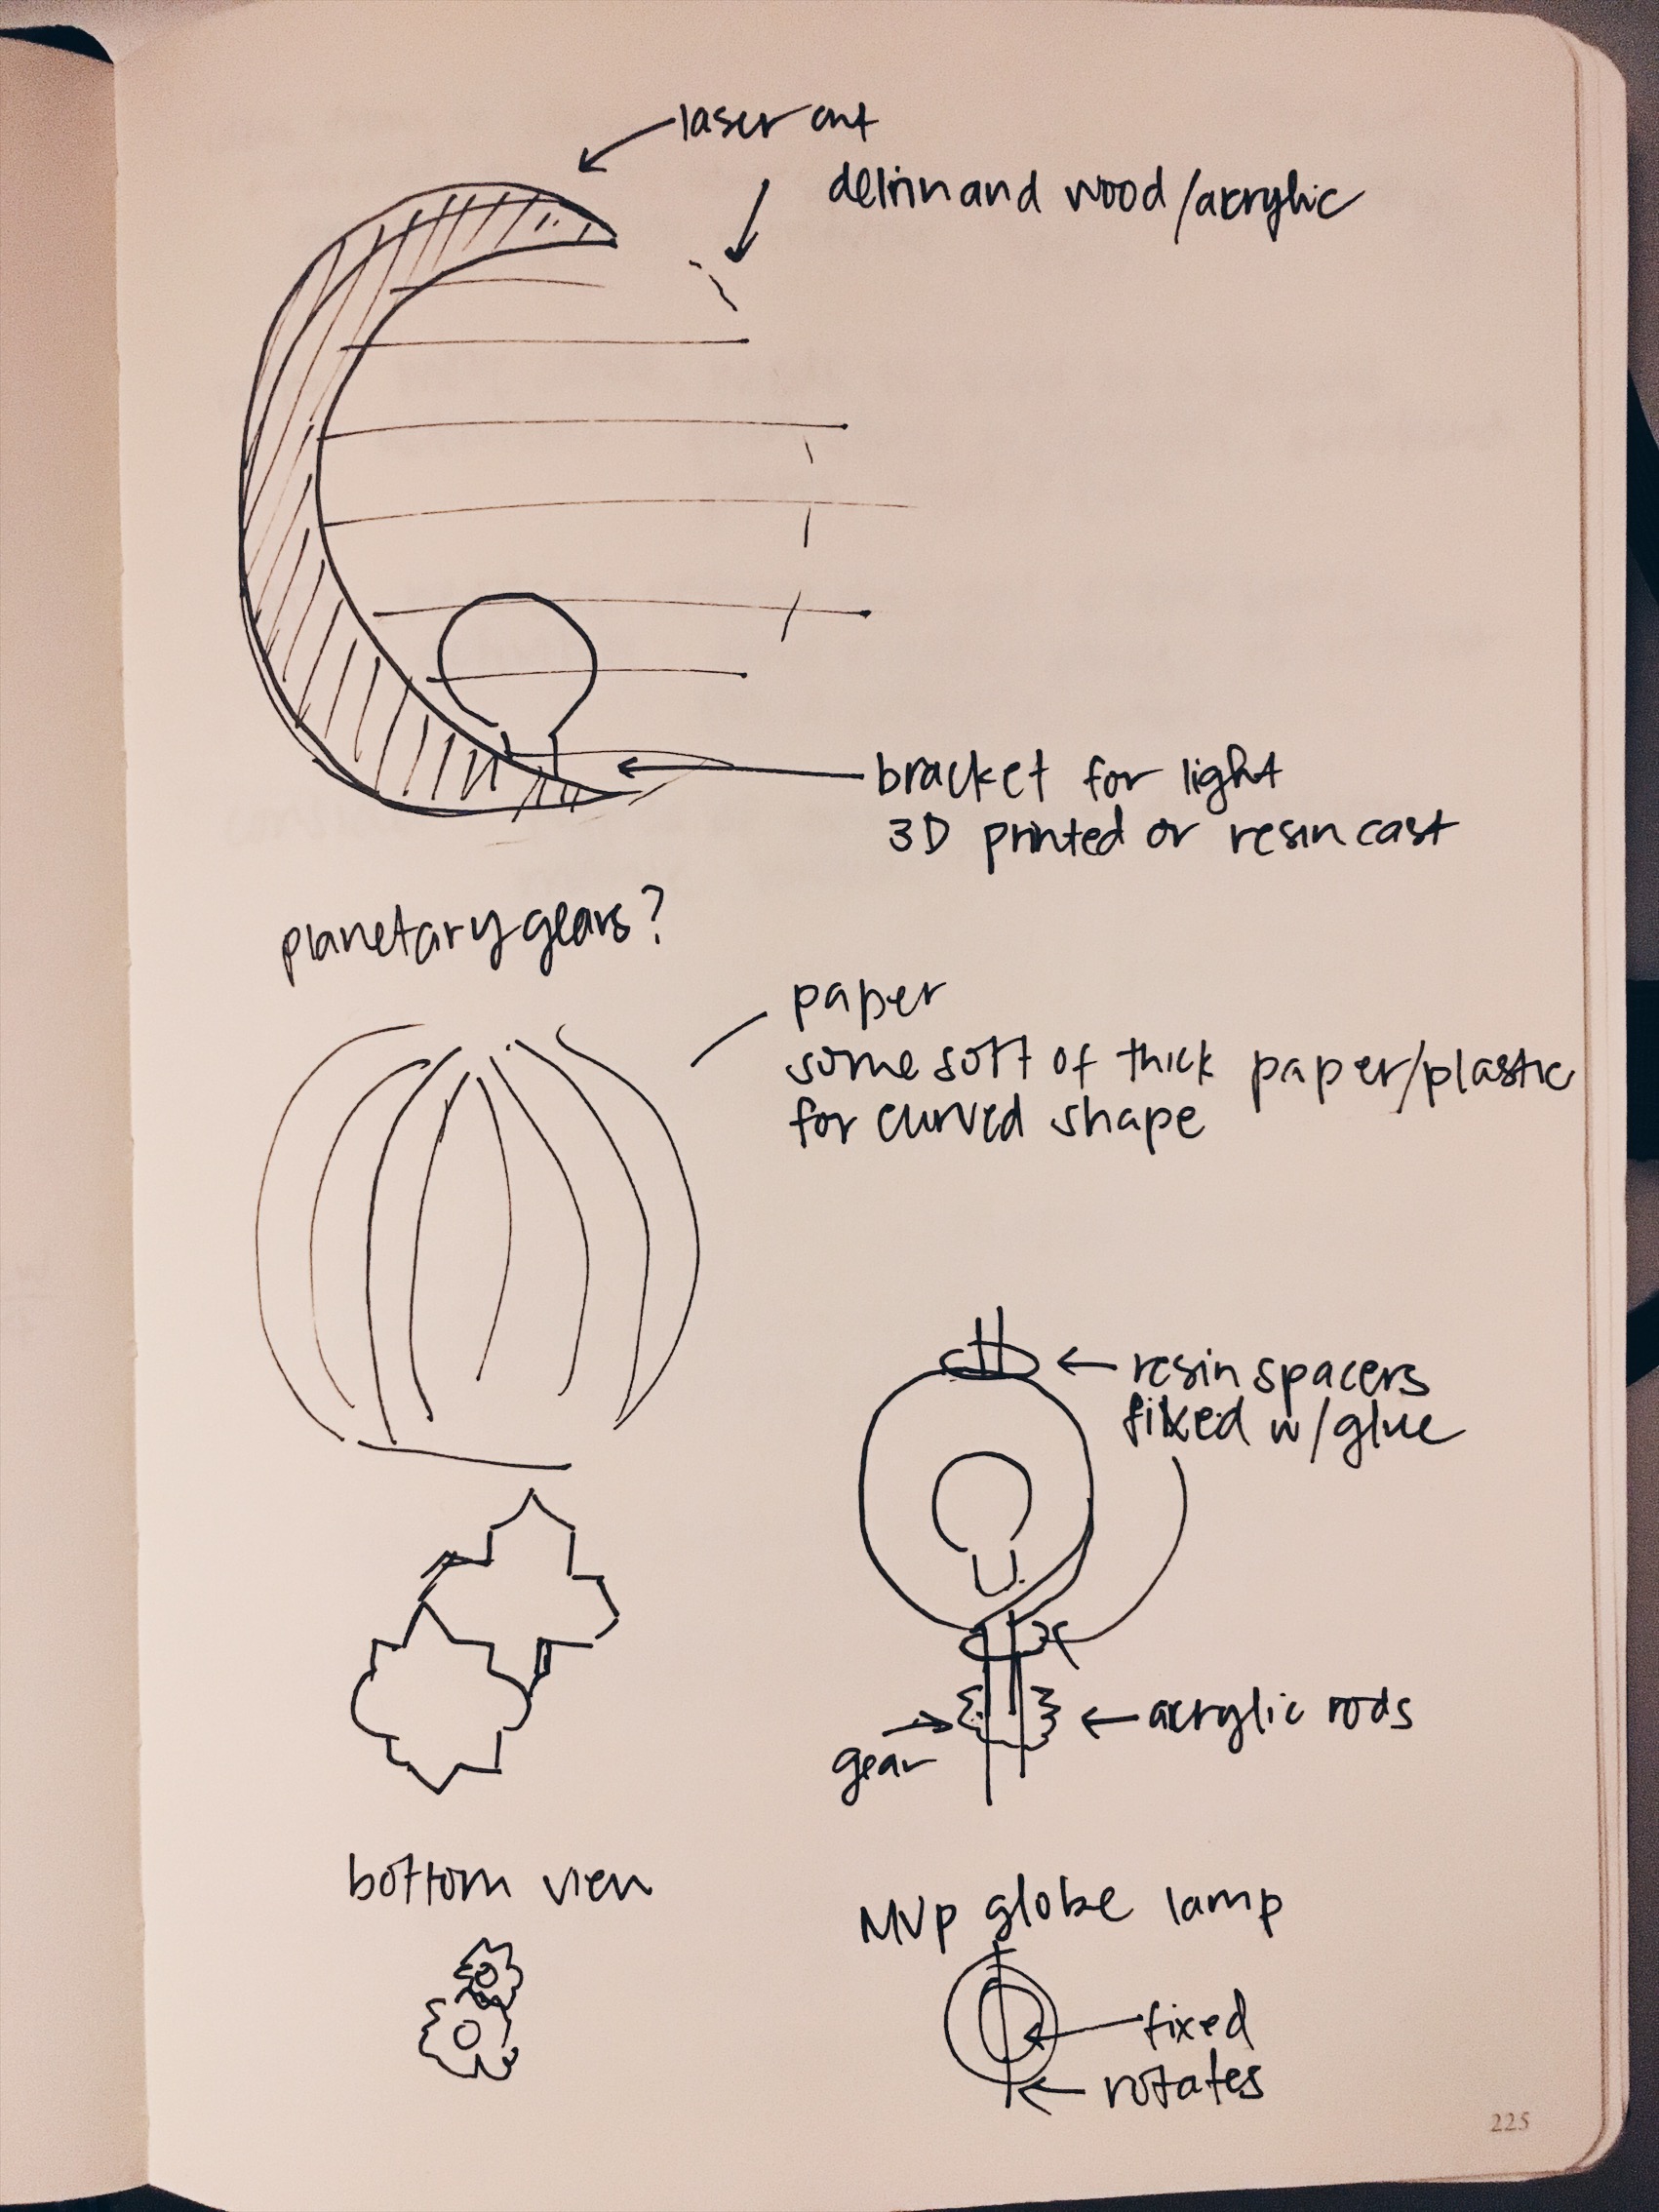 laser cut
delrin and wood/acrylic
bracket for light
3D printed or resin cast
planetary gears?
paper
some sort of thick paper/plastic
for curved shape
resin spacers
fixed w/glue
acrylic rods
gear
bottom view
MVP globe lamp
fixed
rotates
225